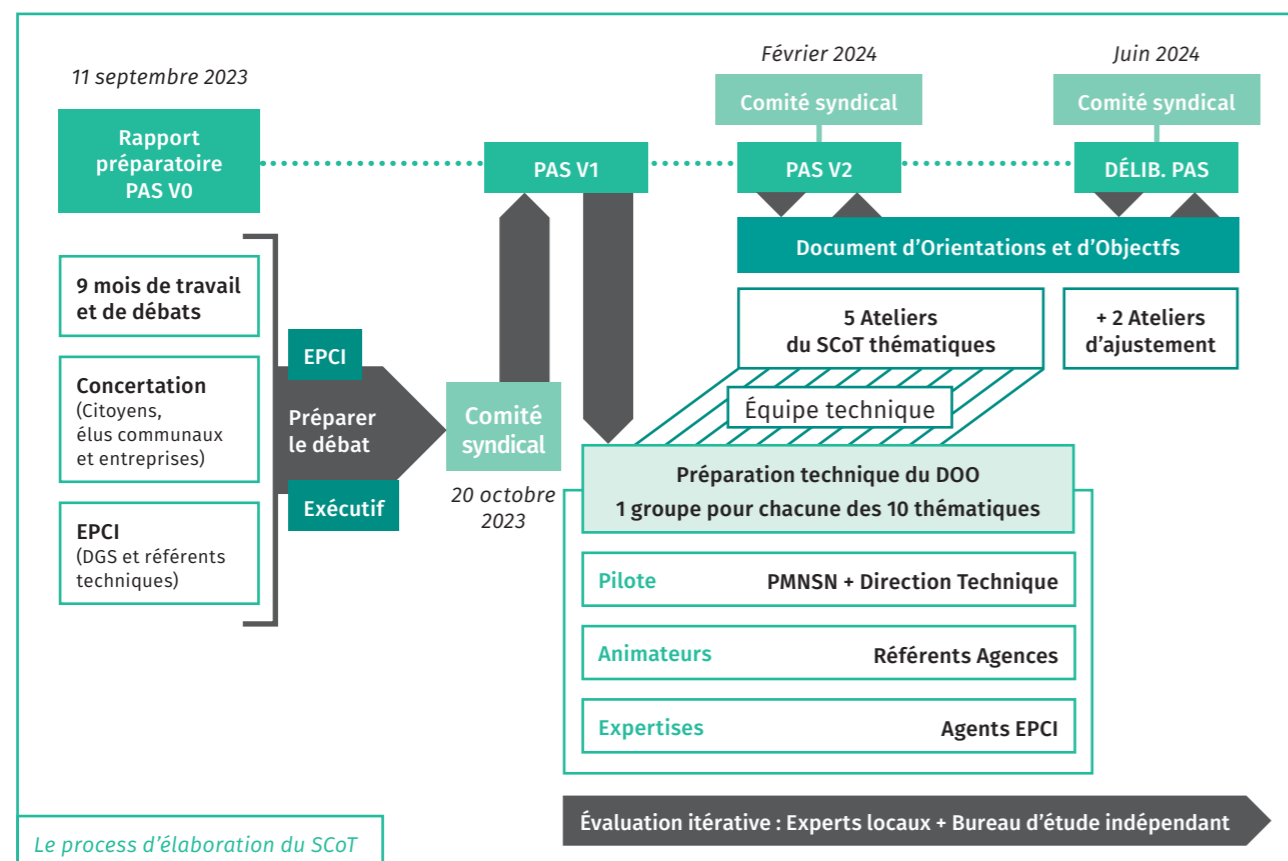 11 septembre 2023
Rapport
préparatoire
PAS V0
PAS V1
Février 2024
Comité syndical
PAS V2
Juin 2024
Comité syndical
DÉLIB. PAS
Document d'Orientations et d'Objectfs
9 mois de travail
et de débats
Concertation
(Citoyens,
élus communaux
et entreprises)
EPCI
(DGS et référents
techniques)
EPCI
Préparer
le débat
Exécutif
Comité
syndical
20 octobre
2023
5 Ateliers
du SCoT thématiques
+ 2 Ateliers
d'ajustement
Équipe technique
Préparation technique du DOO
1 groupe pour chacune des 10 thématiques
Pilote PMNSN + Direction Technique
Animateurs Référents Agences
Expertises Agents EPCI
Évaluation itérative : Experts locaux + Bureau d'étude indépendant
Le process d'élaboration du SCoT